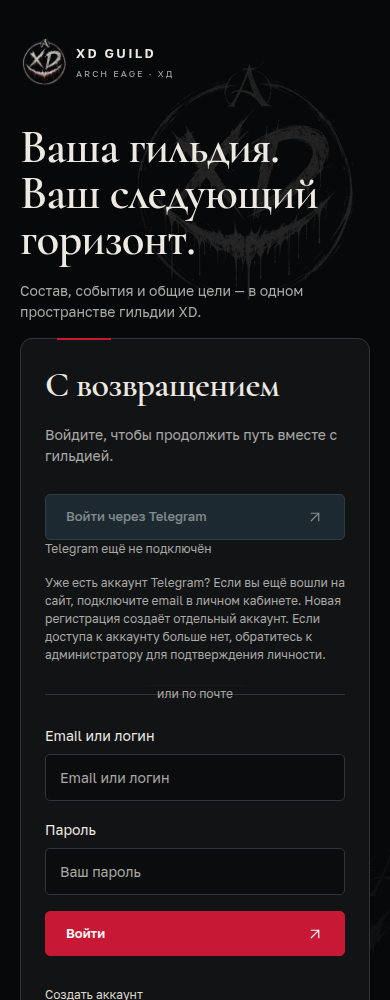 XD GUILD
ARCH EAGE · ХД
Ваша гильдия.
Ваш следующий
горизонт.
Состав, события и общие цели — в одном
пространстве гильдии XD.
С возвращением
Войдите, чтобы продолжить путь вместе с
гильдией.
Войти через Telegram
Telegram ещё не подключён
Уже есть аккаунт Telegram? Если вы ещё вошли на
сайт, подключите email в личном кабинете. Новая
регистрация создаёт отдельный аккаунт. Если
доступа к аккаунту больше нет, обратитесь к
администратору для подтверждения личности.
или по почте
Email или логин
Email или логин
Пароль
Ваш пароль
Войти
Создать аккаунт